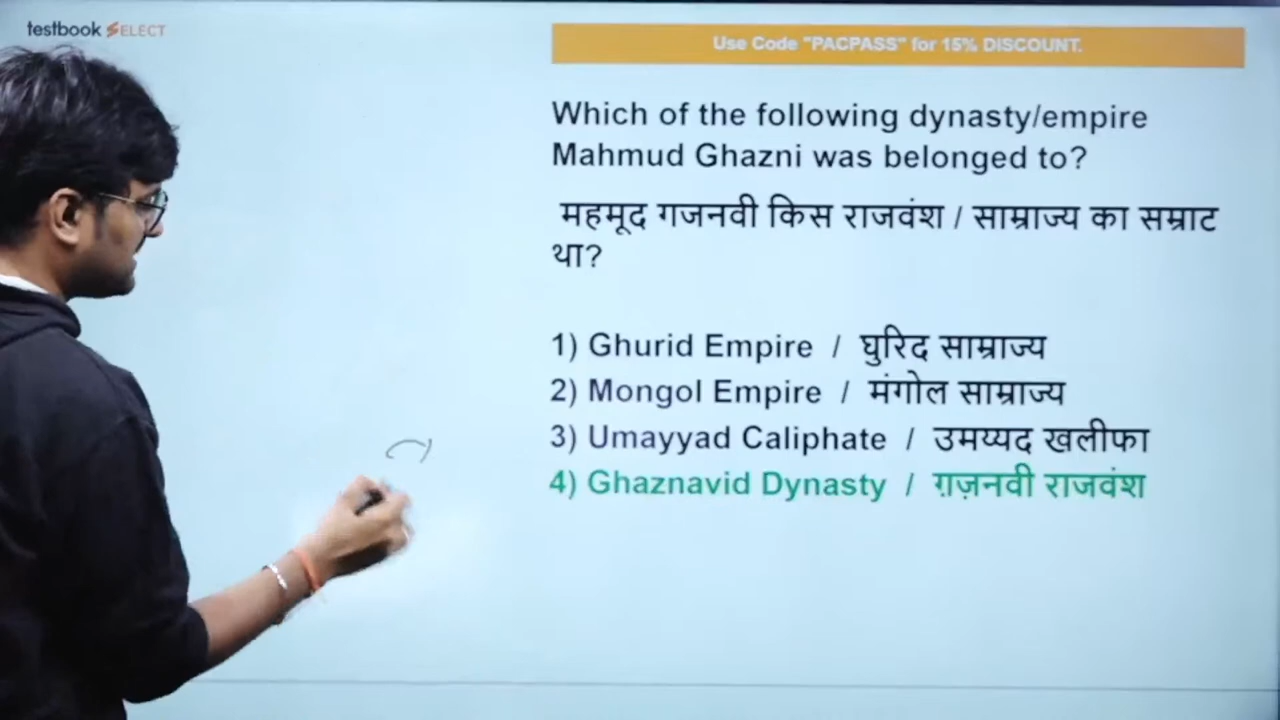 testbook SELECT
Use Code "PACPASS" for 15% DISCOUNT.
Which of the following dynasty/empire
Mahmud Ghazni was belonged to?
महमूद गजनवी किस राजवंश / साम्राज्य का सम्राट
था?
1) Ghurid Empire / घुरिद साम्राज्य
2) Mongol Empire / मंगोल साम्राज्य
3) Umayyad Caliphate / उमय्यद खलीफा
4) Ghaznavid Dynasty / ग़ज़नवी राजवंश